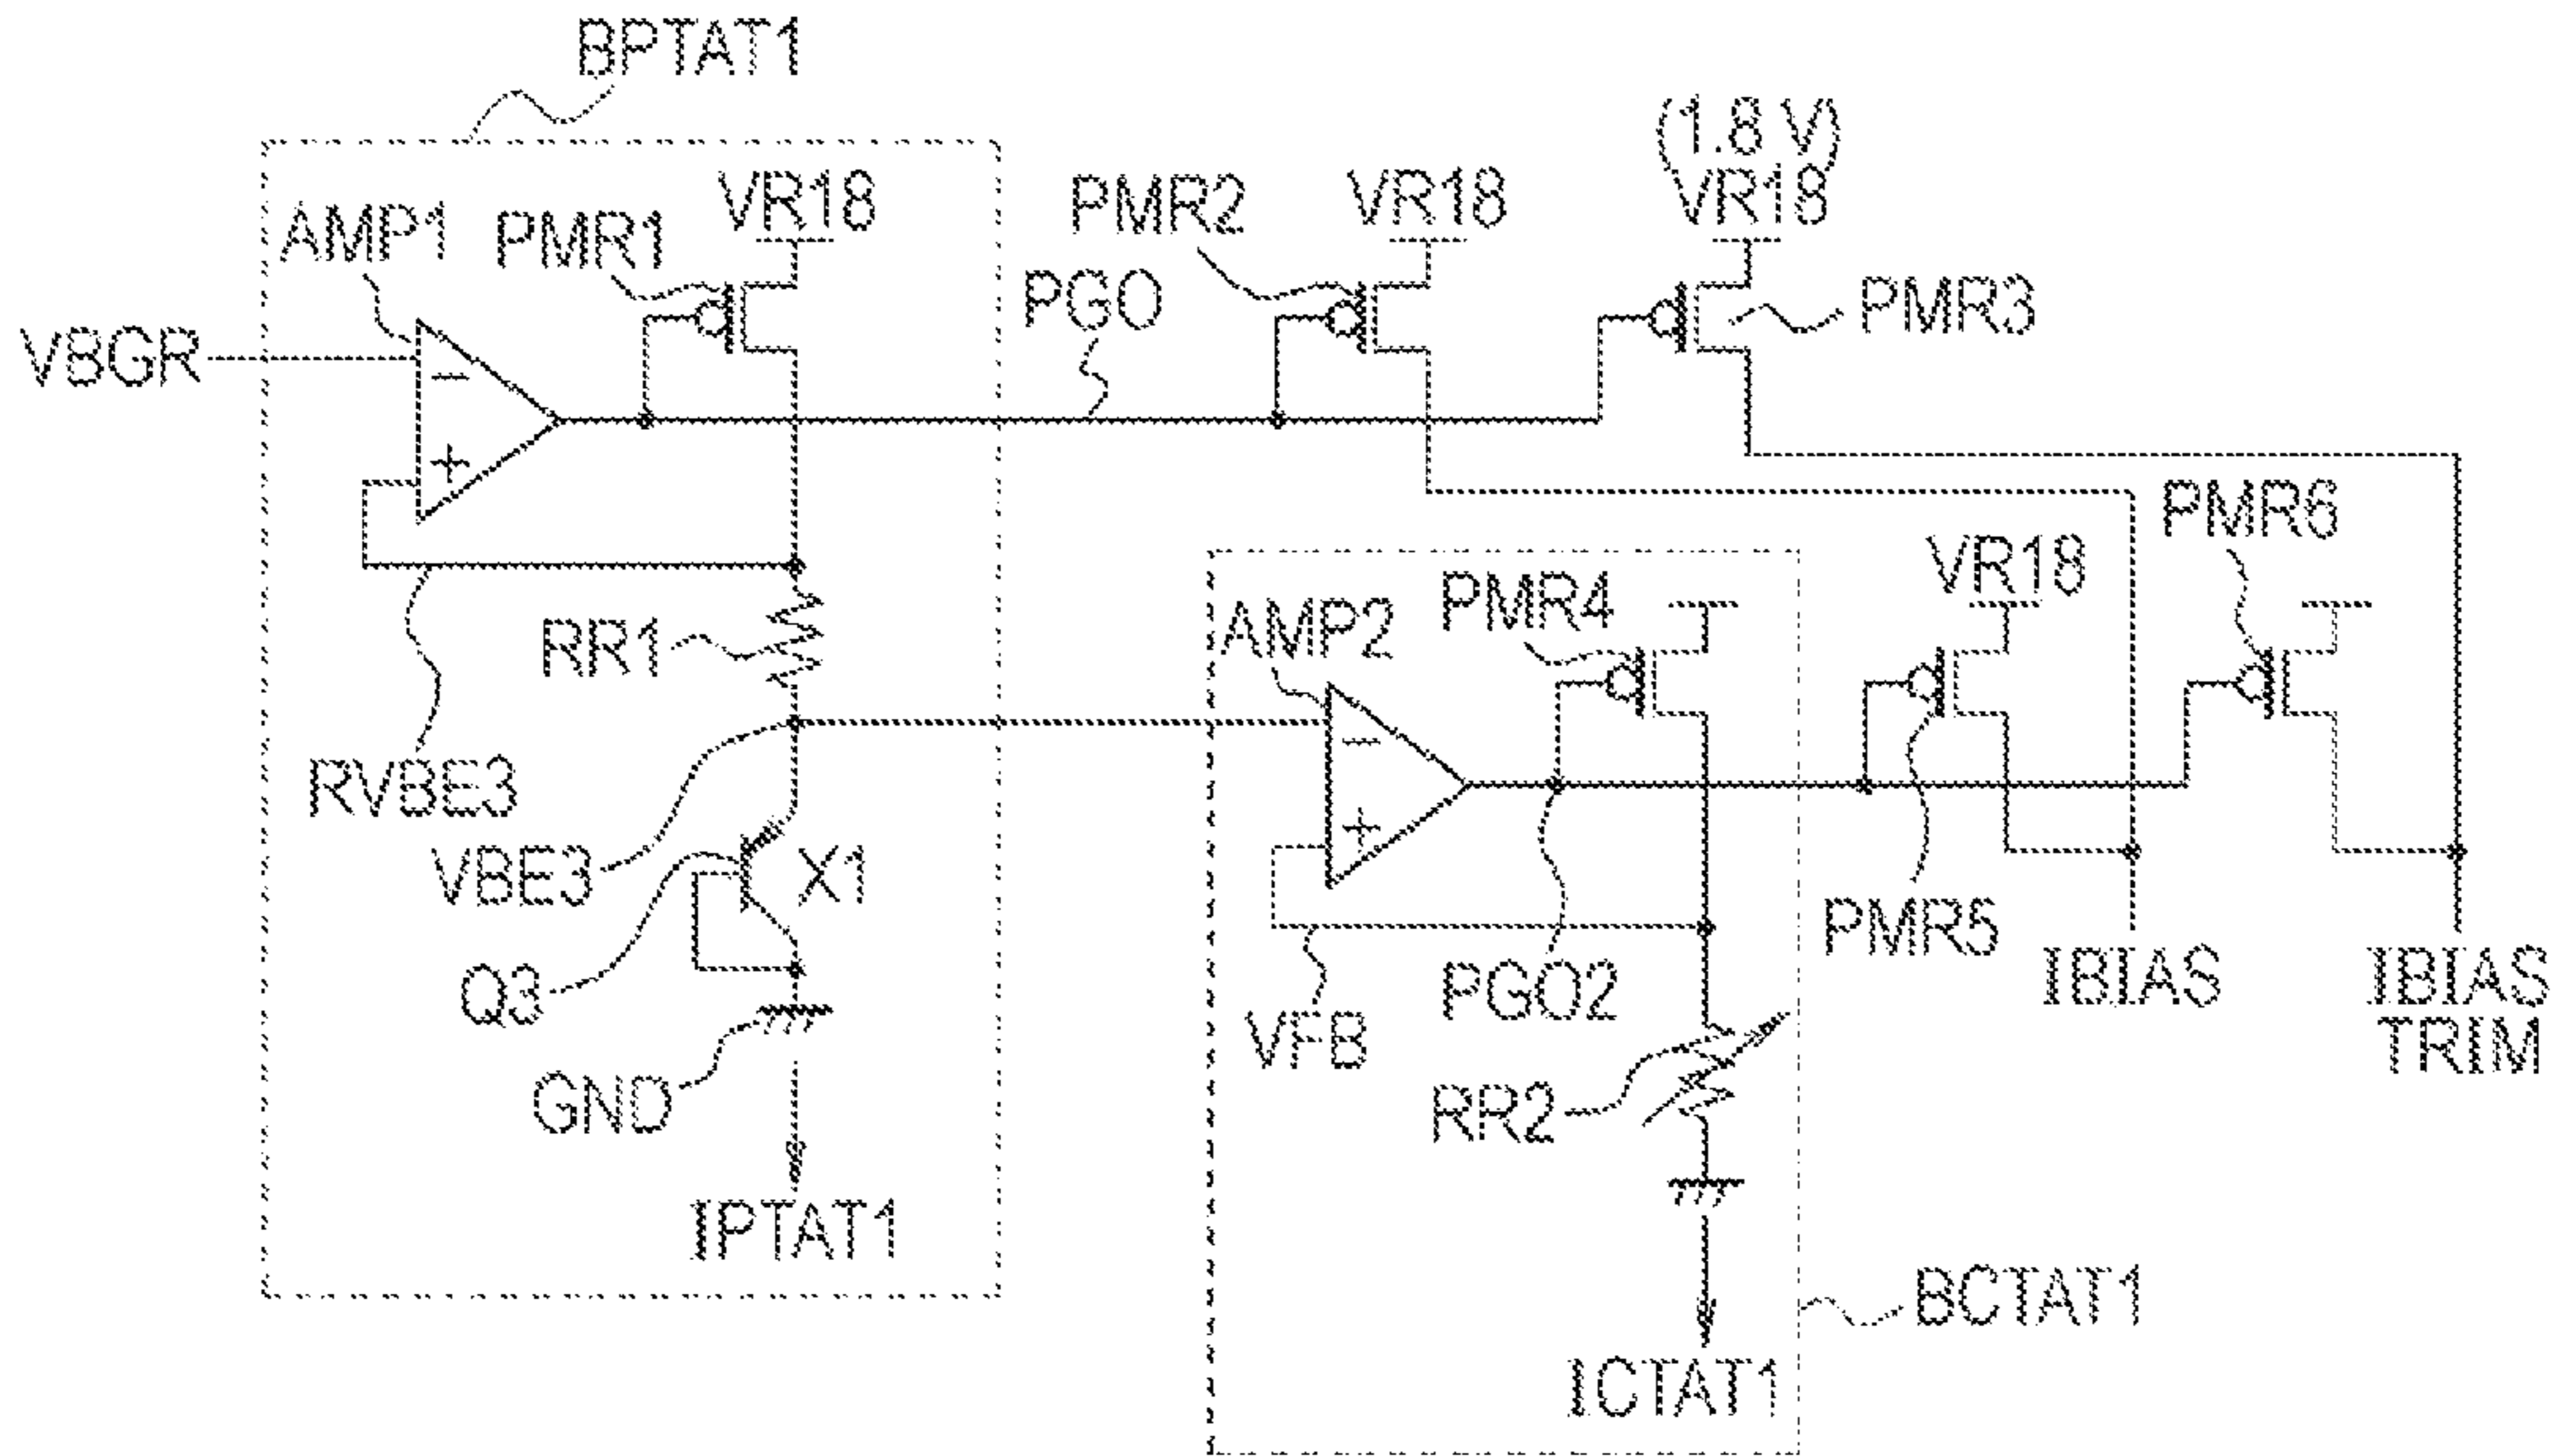 BPTAT1
(1.8 V)
VR18
VR18
VR18
PMR2
AMP1
PMR1
PGO
PMR3
VBGR
−
+
PMR6
VR18
PMR4
AMP2
RR1
−
+
RVBE3
VBE3
X1
PMR5
Q3
PGO2
IBIAS
IBIAS
TRIM
VFB
GND
RR2
IPTAT1
BCTAT1
ICTAT1